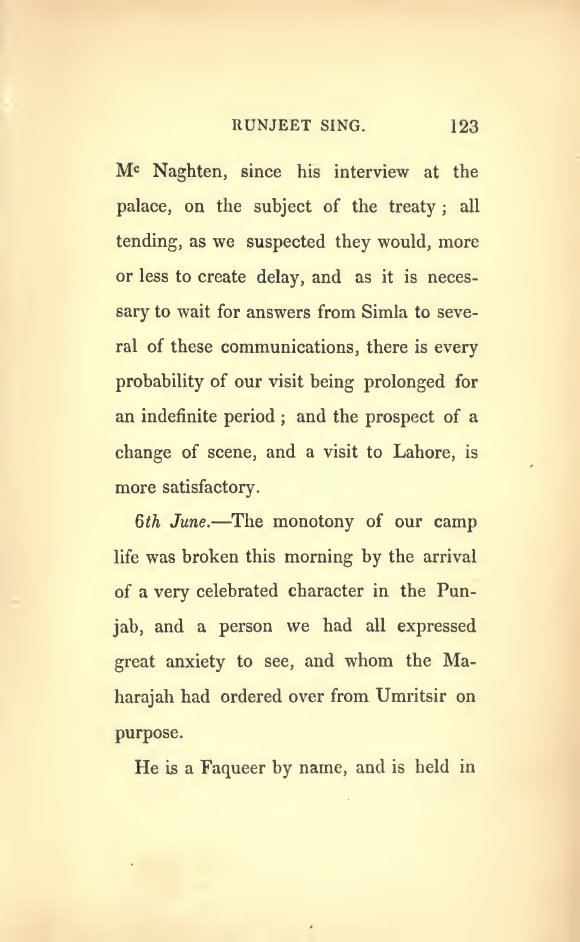 RUNJEET SING. 123
Mc Naghten, since his interview at the
palace, on the subject of the treaty ; all
tending, as we suspected they would, more
or less to create delay, and as it is neces-
sary to wait for answers from Simla to seve-
ral of these communications, there is every
probability of our visit being prolonged for
an indefinite period ; and the prospect of a
change of scene, and a visit to Lahore, is
more satisfactory.
6th June.—The monotony of our camp
life was broken this morning by the arrival
of a very celebrated character in the Pun-
jab, and a person we had all expressed
great anxiety to see, and whom the Ma-
harajah had ordered over from Umritsir on
purpose.
He is a Faqueer by name, and is held in